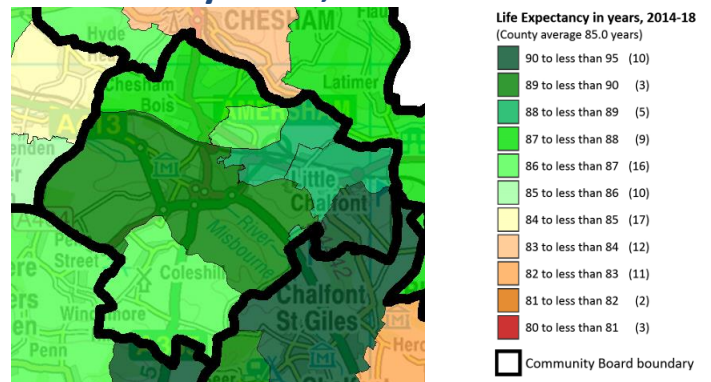 CHESHAM
Hyde
Chesham
Bois
Latimer
AMERSHAM
A413
Little
Chalfont
River
Misbourne
A404
Street
Coleshill
Penn
Chalfont
St Giles
Life Expectancy in years, 2014-18
(County average 85.0 years)
90 to less than 95 (10)
89 to less than 90 (3)
88 to less than 89 (5)
87 to less than 88 (9)
86 to less than 87 (16)
85 to less than 86 (10)
84 to less than 85 (17)
83 to less than 84 (12)
82 to less than 83 (11)
81 to less than 82 (2)
80 to less than 81 (3)
Community Board boundary